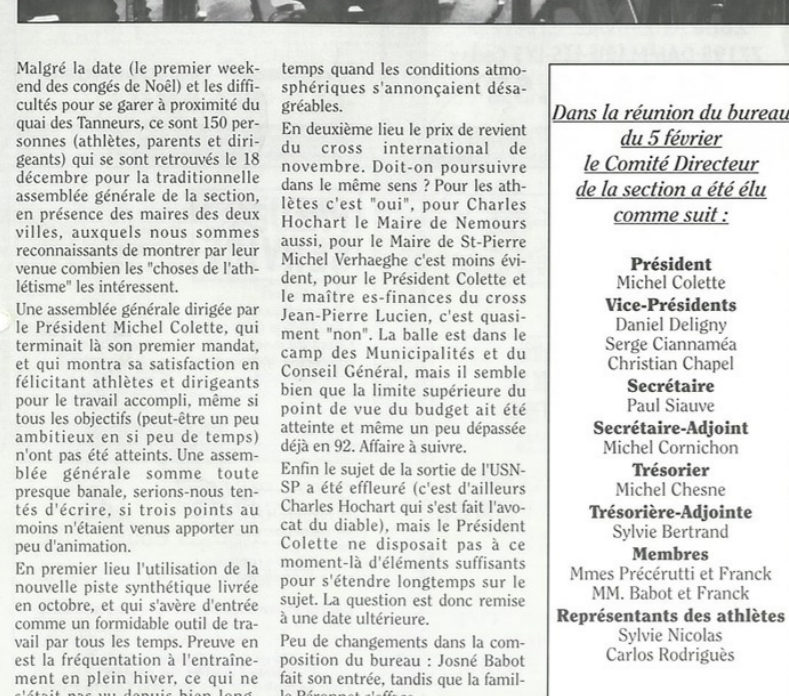 Malgré la date (le premier week-
end des congés de Noël) et les diffi-
cultés pour se garer à proximité du
quai des Tanneurs, ce sont 150 per-
sonnes (athlètes, parents et diri-
geants) qui se sont retrouvés le 18
décembre pour la traditionnelle
assemblée générale de la section,
en présence des maires des deux
villes, auxquels nous sommes
reconnaissants de montrer par leur
venue combien les "choses de l'ath-
létisme" les intéressent.
Une assemblée générale dirigée par
le Président Michel Colette, qui
terminait là son premier mandat,
et qui montra sa satisfaction en
félicitant athlètes et dirigeants
pour le travail accompli, même si
tous les objectifs (peut-être un peu
ambitieux en si peu de temps)
n'ont pas été atteints. Une assem-
blée générale somme toute
presque banale, serions-nous ten-
tés d'écrire, si trois points au
moins n'étaient venus apporter un
peu d'animation.
En premier lieu l'utilisation de la
nouvelle piste synthétique livrée
en octobre, et qui s'avère d'entrée
comme un formidable outil de tra-
vail par tous les temps. Preuve en
est la fréquentation à l'entraîne-
ment en plein hiver, ce qui ne
s'était pas vu depuis bien long-
temps quand les conditions atmo-
sphériques s'annonçaient désa-
gréables.
En deuxième lieu le prix de revient
du cross international de
novembre. Doit-on poursuivre
dans le même sens ? Pour les ath-
lètes c'est "oui", pour Charles
Hochart le Maire de Nemours
aussi, pour le Maire de St-Pierre
Michel Verhaeghe c'est moins évi-
dent, pour le Président Colette et
le maître es-finances du cross
Jean-Pierre Lucien, c'est quasi-
ment "non". La balle est dans le
camp des Municipalités et du
Conseil Général, mais il semble
bien que la limite supérieure du
point de vue du budget ait été
atteinte et même un peu dépassée
déjà en 92. Affaire à suivre.
Enfin le sujet de la sortie de l'USN-
SP a été effleuré (c'est d'ailleurs
Charles Hochart qui s'est fait l'avo-
cat du diable), mais le Président
Colette ne disposait pas à ce
moment-là d'éléments suffisants
pour s'étendre longtemps sur le
sujet. La question est donc remise
à une date ultérieure.
Peu de changements dans la com-
position du bureau : Josné Babot
fait son entrée, tandis que la famil-
le Péronnet s'efface
Dans la réunion du bureau
du 5 février
le Comité Directeur
de la section a été élu
comme suit :
Président
Michel Colette
Vice-Présidents
Daniel Deligny
Serge Ciannaméa
Christian Chapel
Secrétaire
Paul Siauve
Secrétaire-Adjoint
Michel Cornichon
Trésorier
Michel Chesne
Trésorière-Adjointe
Sylvie Bertrand
Membres
Mmes Précérutti et Franck
MM. Babot et Franck
Représentants des athlètes
Sylvie Nicolas
Carlos Rodriguès